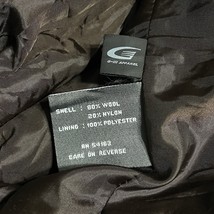 SHELL : 80% WOOL
20% NYLON
LINING : 100% POLYESTER
RN 54163
CARE ON REVERSE